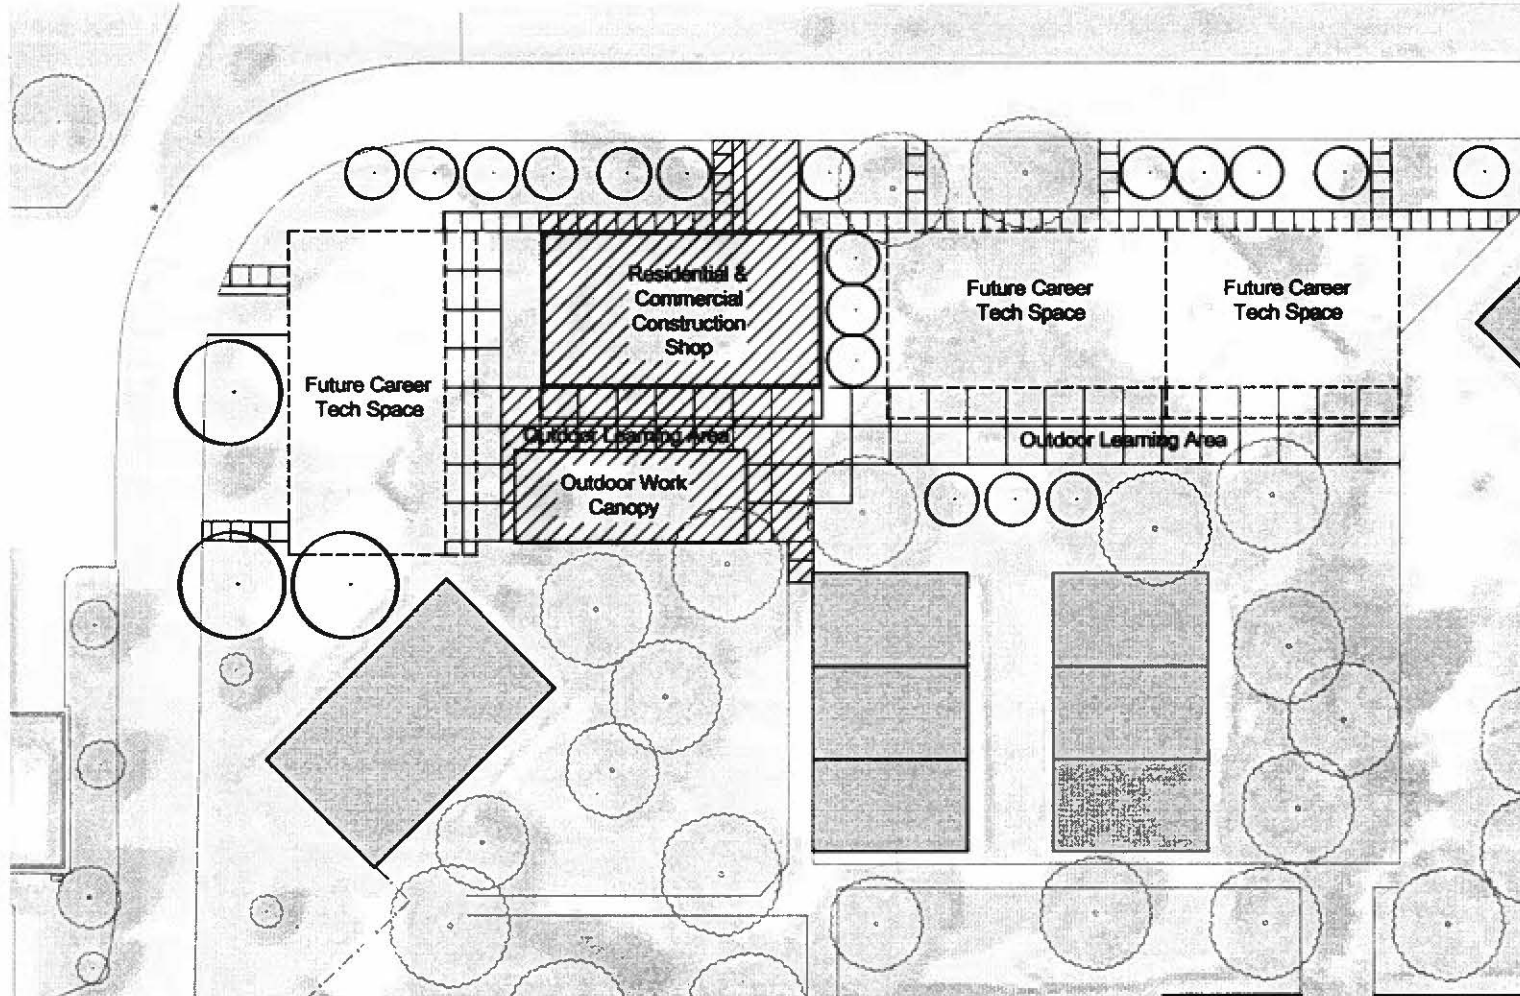 Residential &
Commercial
Construction
Shop
Future Career
Tech Space
Future Career
Tech Space
Future Career
Tech Space
Outdoor Learning Area
Outdoor Learning Area
Outdoor Work
Canopy